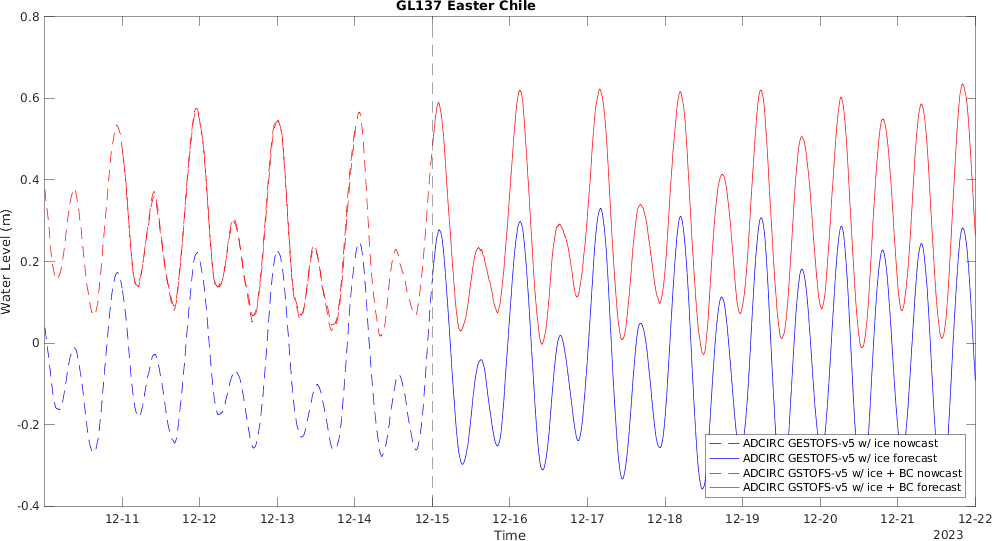 GL137 Easter Chile
0.8
0.6
0.4
0.2
0
-0.2
-0.4
Water Level (m)
ADCIRC GESTOFS-v5 w/ ice nowcast
ADCIRC GESTOFS-v5 w/ ice forecast
ADCIRC GSTOFS-v5 w/ ice + BC nowcast
ADCIRC GSTOFS-v5 w/ ice + BC forecast
12-11 12-12 12-13 12-14 12-15 12-16 12-17 12-18 12-19 12-20 12-21 12-22
Time
2023